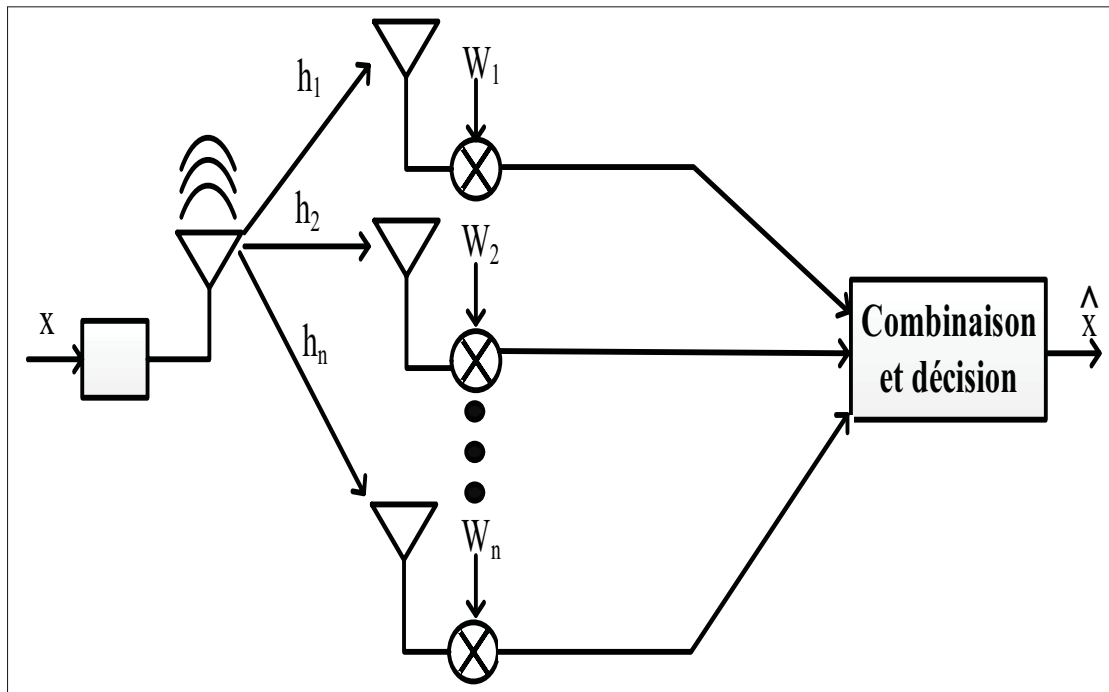 h₁
W₁
h₂
W₂
x
hₙ
Combinaison
et décision
x̂
Wₙ